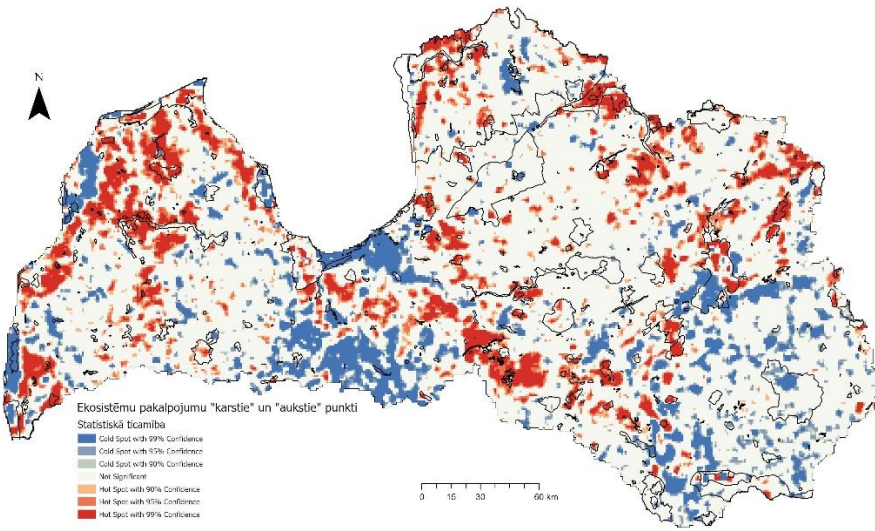 N
Ekosistēmu pakalpojumu "karstie" un "aukstie" punkti
Statistiskā ticamība
Cold Spot with 99% Confidence
Cold Spot with 95% Confidence
Cold Spot with 90% Confidence
Not Significant
Hot Spot with 90% Confidence
Hot Spot with 95% Confidence
Hot Spot with 99% Confidence
0 15 30 60 km